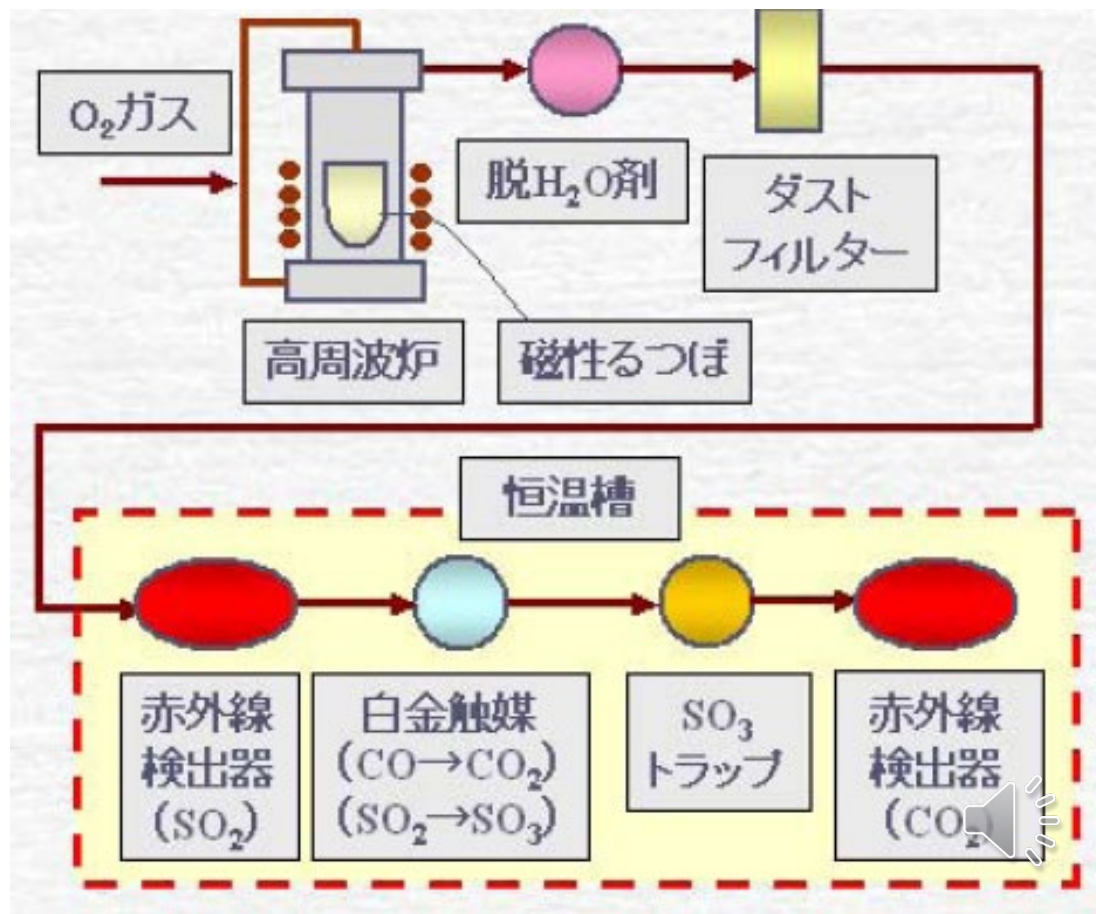 O₂ガス
脱H₂O剤
ダスト
フィルター
高周波炉
磁性るつぼ
恒温槽
赤外線
検出器
(SO₂)
白金触媒
(CO→CO₂)
(SO₂→SO₃)
SO₃
トラップ
赤外線
検出器
(CO₂)